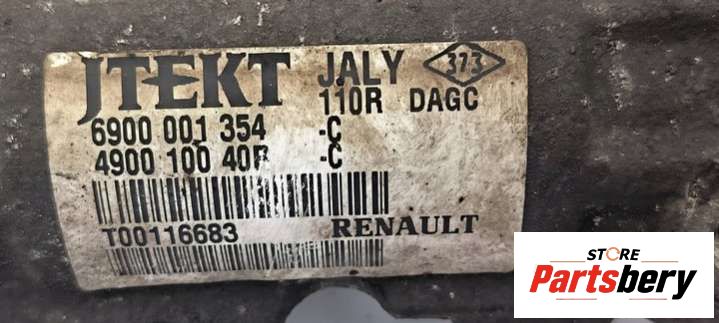 JTEKT JALY 373
110R DAGC
6900 001 354 -C
4900 100 40R -C
T00116683 RENAULT
STORE
Partsbery